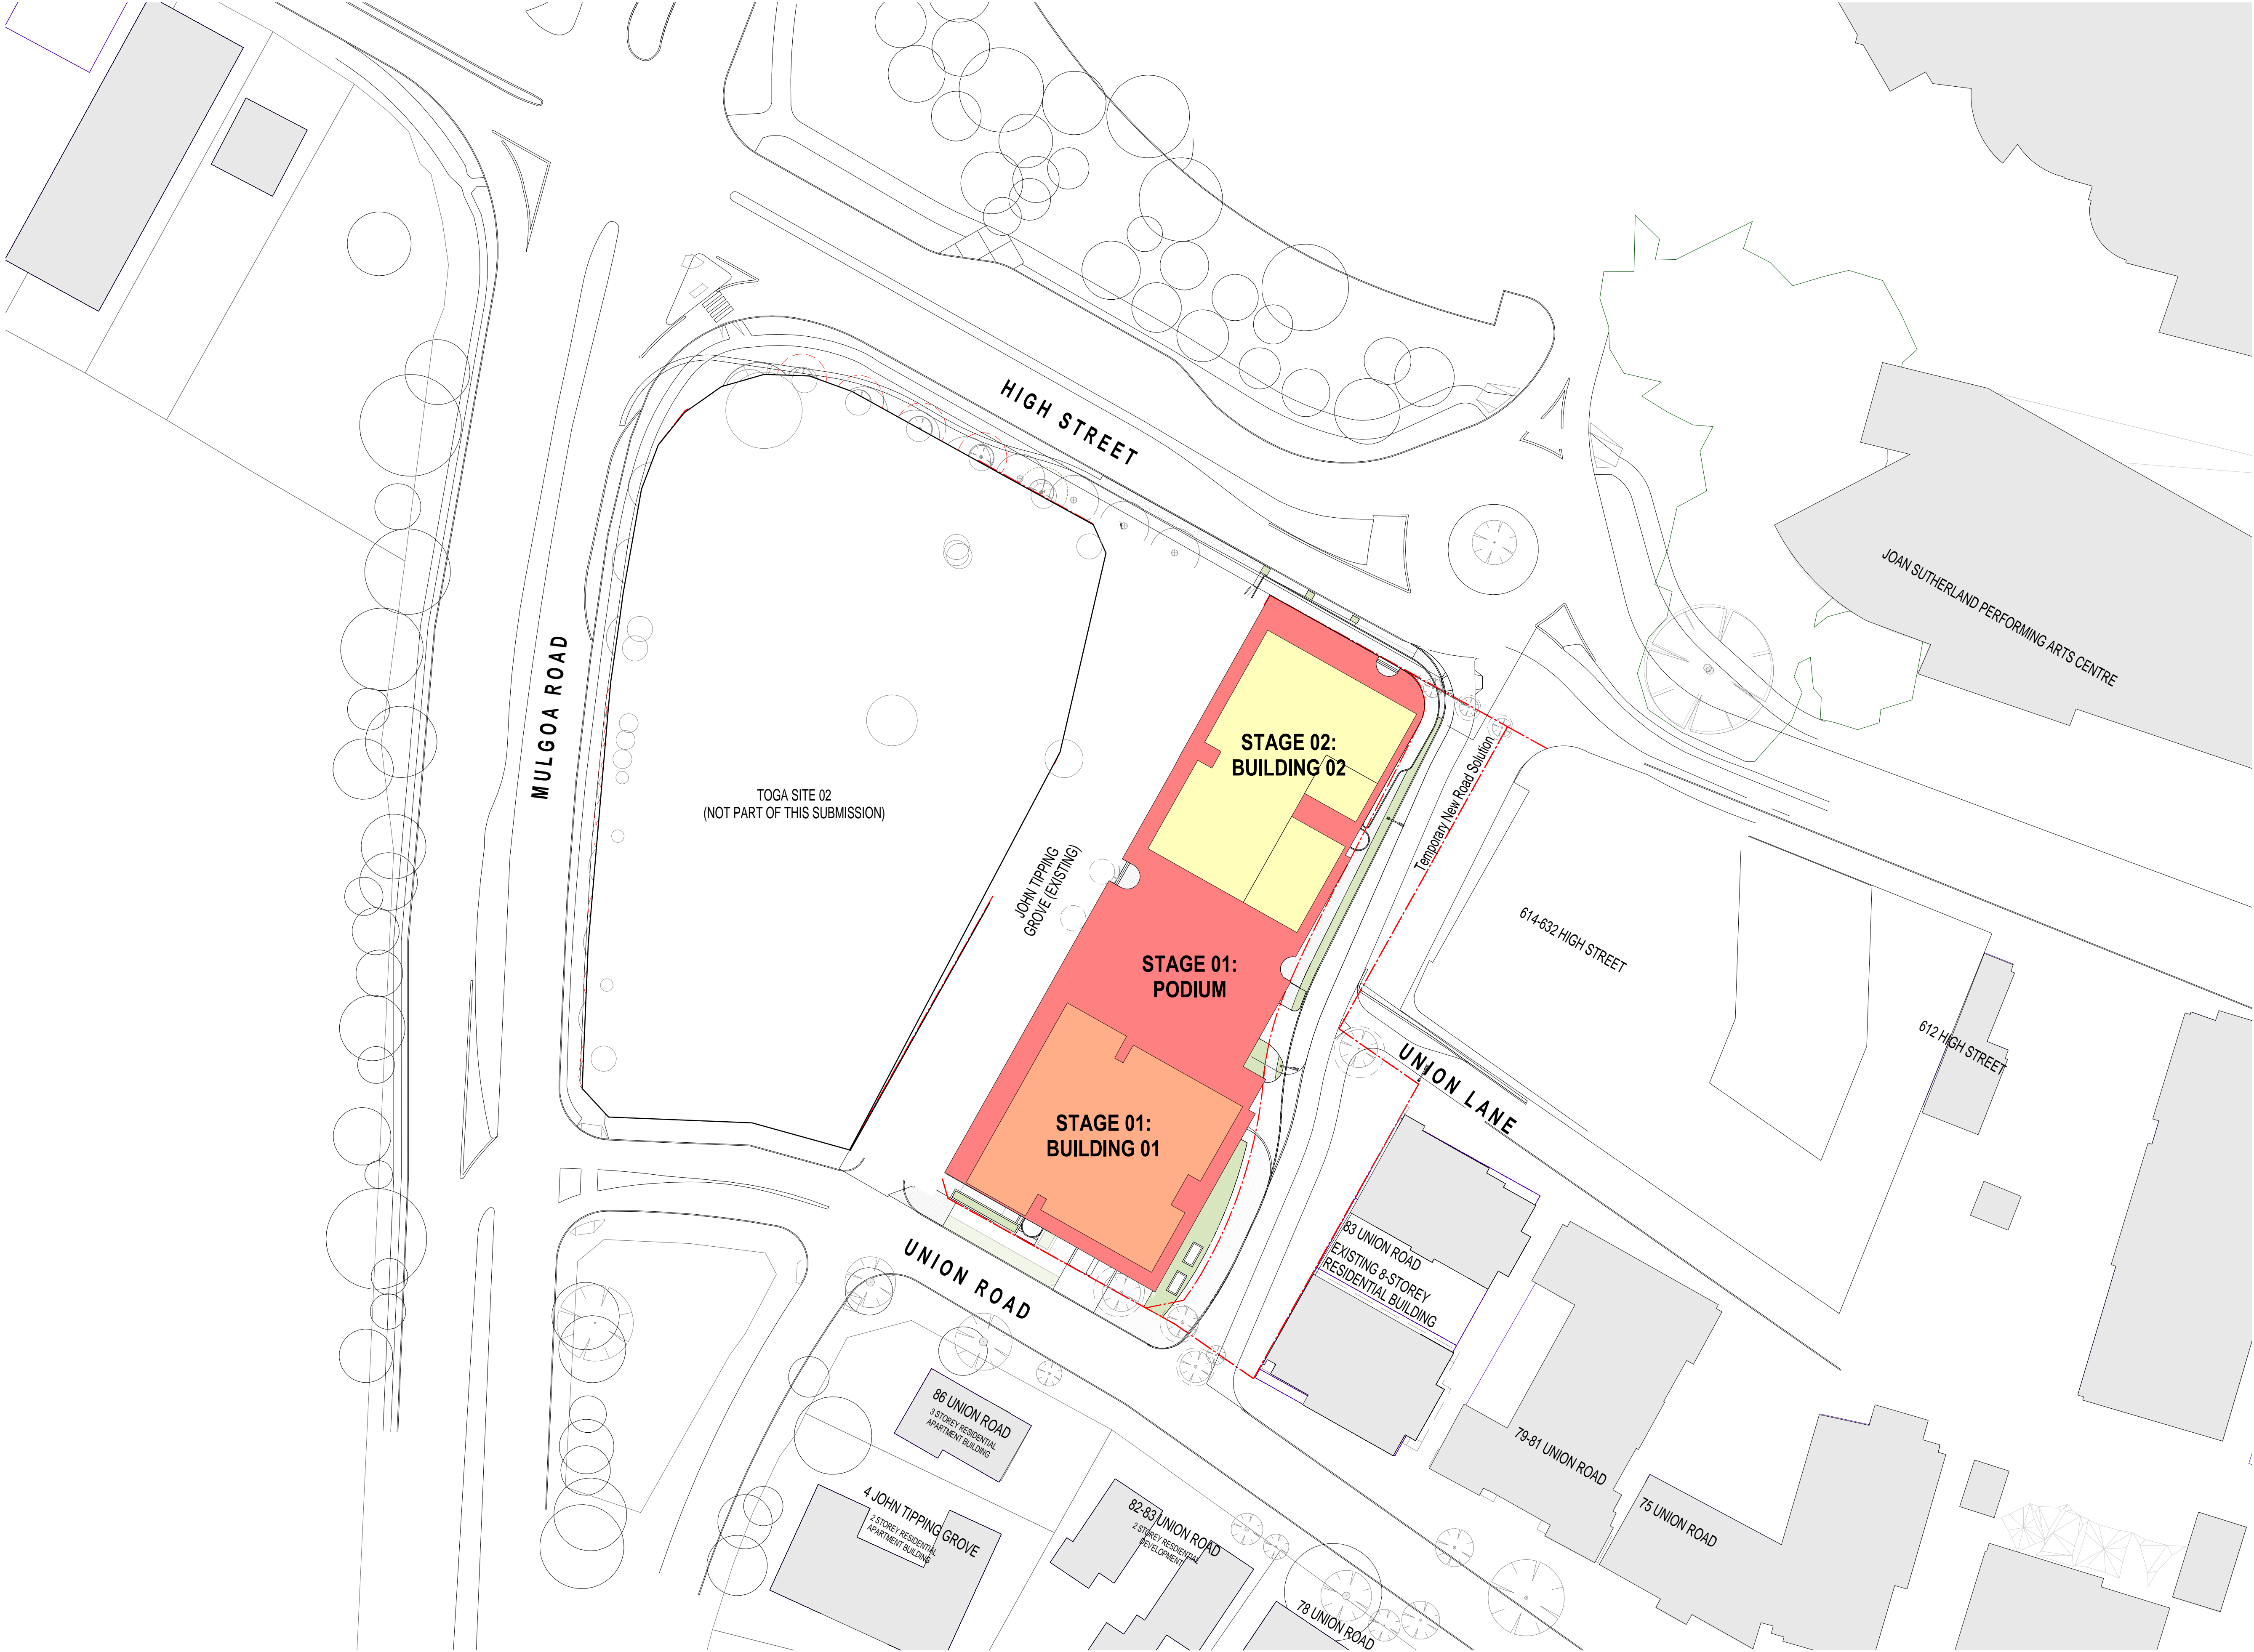 HIGH STREET
JOAN SUTHERLAND PERFORMING ARTS CENTRE
MULGOA ROAD
STAGE 02:
BUILDING 02
Temporary New Road Solution
TOGA SITE 02
(NOT PART OF THIS SUBMISSION)
JOHN TIPPING
GROVE (EXISTING)
614-632 HIGH STREET
STAGE 01:
PODIUM
612 HIGH STREET
UNION LANE
STAGE 01:
BUILDING 01
83 UNION ROAD
EXISTING 8-STOREY
RESIDENTIAL BUILDING
UNION ROAD
86 UNION ROAD
3 STOREY RESIDENTIAL
APARTMENT BUILDING
79-81 UNION ROAD
4 JOHN TIPPING GROVE
2 STOREY RESIDENTIAL
APARTMENT BUILDING
82-83 UNION ROAD
2 STOREY RESIDENTIAL
DEVELOPMENT
75 UNION ROAD
78 UNION ROAD